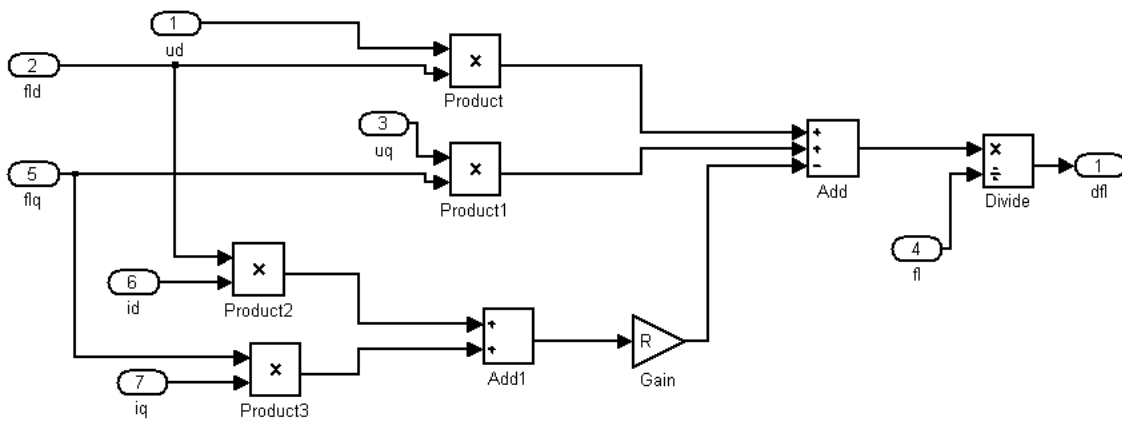 1
ud
2
fld
×
Product
3
uq
×
Product1
5
flq
+
+
−
Add
×
÷
Divide
1
dfl
4
fl
6
id
×
Product2
+
+
Add1
R
Gain
7
iq
×
Product3